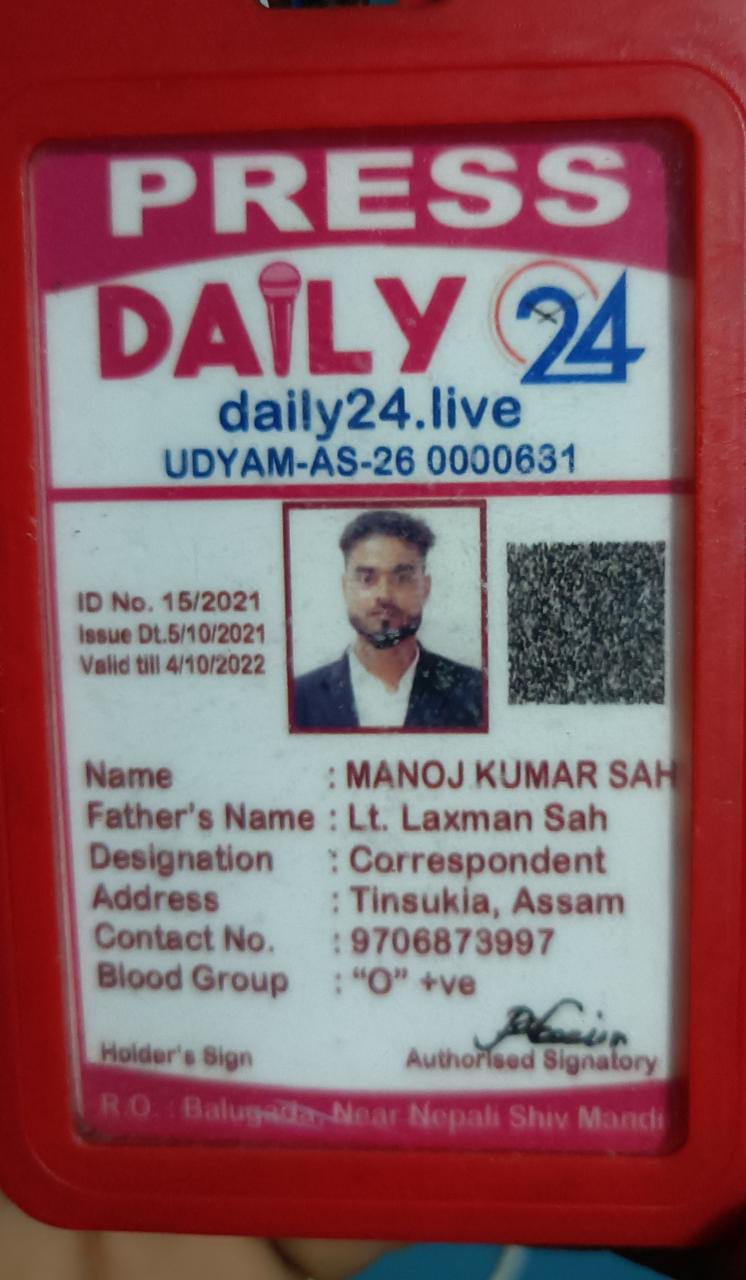 PRESS
DAILY 24
daily24.live
UDYAM-AS-26 0000631
ID No. 15/2021
Issue Dt.5/10/2021
Valid till 4/10/2022
Name : MANOJ KUMAR SAH
Father's Name : Lt. Laxman Sah
Designation : Correspondent
Address : Tinsukia, Assam
Contact No. : 9706873997
Blood Group : "O" +ve
Holder's Sign Authorised Signatory
R.O. : Balugada, Near Nepali Shiv Mandi